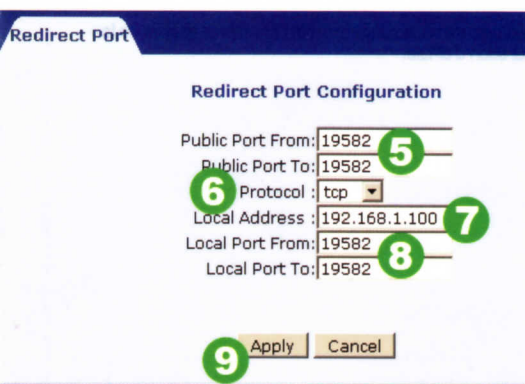 Redirect Port
Redirect Port Configuration
Public Port From: 19582
5
Public Port To: 19582
6 Protocol : tcp
Local Address : 192.168.1.100 7
Local Port From: 19582
8
Local Port To: 19582
9 Apply Cancel